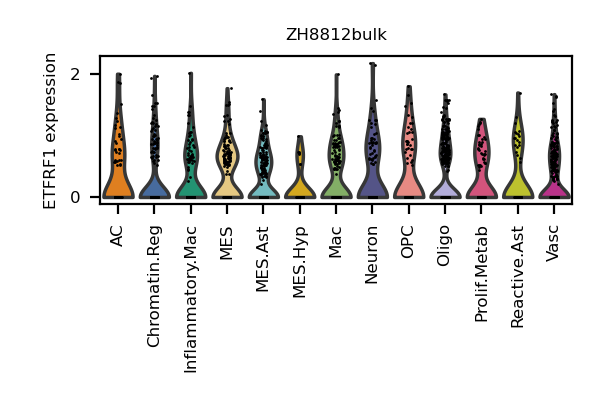 ZH8812bulk
ETFRF1 expression
2
0
AC
Chromatin.Reg
Inflammatory.Mac
MES
MES.Ast
MES.Hyp
Mac
Neuron
OPC
Oligo
Prolif.Metab
Reactive.Ast
Vasc